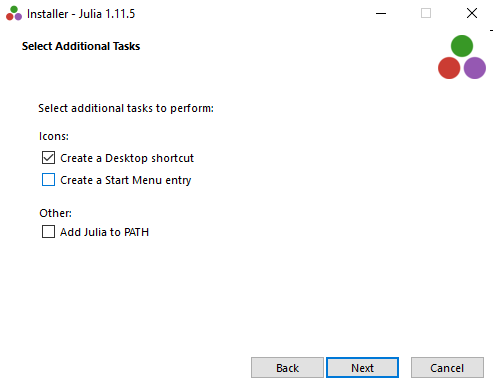 Installer - Julia 1.11.5
Select Additional Tasks
Select additional tasks to perform:
Icons:
Create a Desktop shortcut
Create a Start Menu entry
Other:
Add Julia to PATH
Back Next Cancel